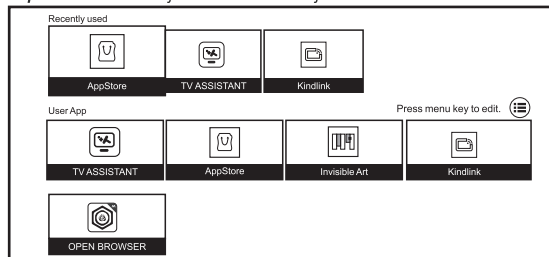 Recently used
AppStore
TV ASSISTANT
Kindlink
User App
Press menu key to edit.
TV ASSISTANT
AppStore
Invisible Art
Kindlink
OPEN BROWSER